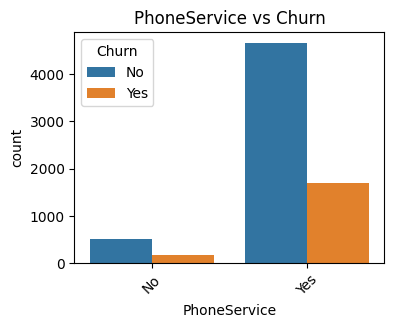 PhoneService vs Churn
Churn
No
Yes
4000
3000
2000
1000
0
count
No
Yes
PhoneService